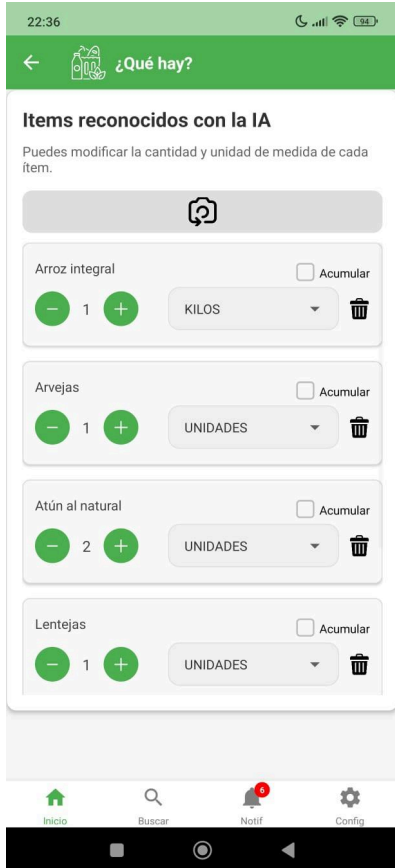 22:36
94
¿Qué hay?
Items reconocidos con la IA
Puedes modificar la cantidad y unidad de medida de cada
ítem.
Arroz integral
Acumular
1
KILOS
Arvejas
Acumular
1
UNIDADES
Atún al natural
Acumular
2
UNIDADES
Lentejas
Acumular
1
UNIDADES
6
Inicio
Buscar
Notif
Config